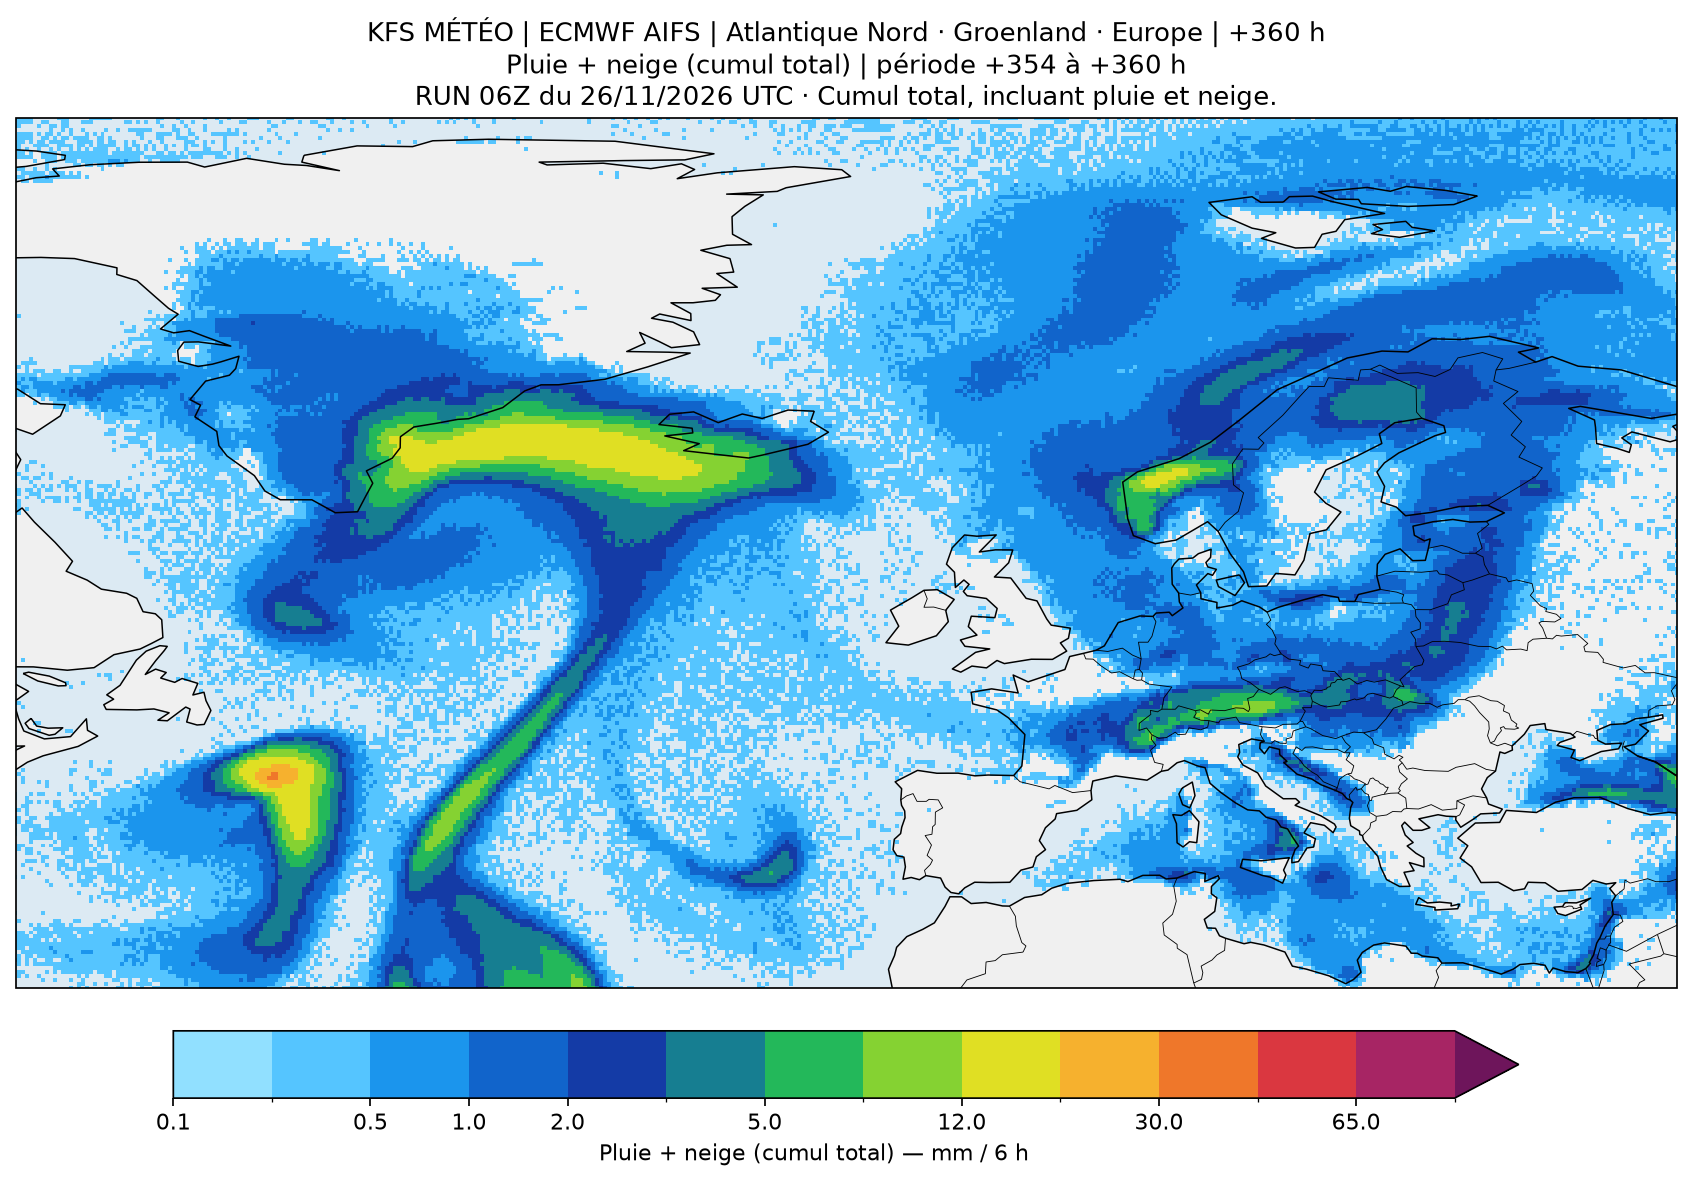 KFS MÉTÉO | ECMWF AIFS | Atlantique Nord · Groenland · Europe | +360 h
Pluie + neige (cumul total) | période +354 à +360 h
RUN 06Z du 26/11/2026 UTC · Cumul total, incluant pluie et neige.
0.1 0.5 1.0 2.0 5.0 12.0 30.0 65.0
Pluie + neige (cumul total) — mm / 6 h